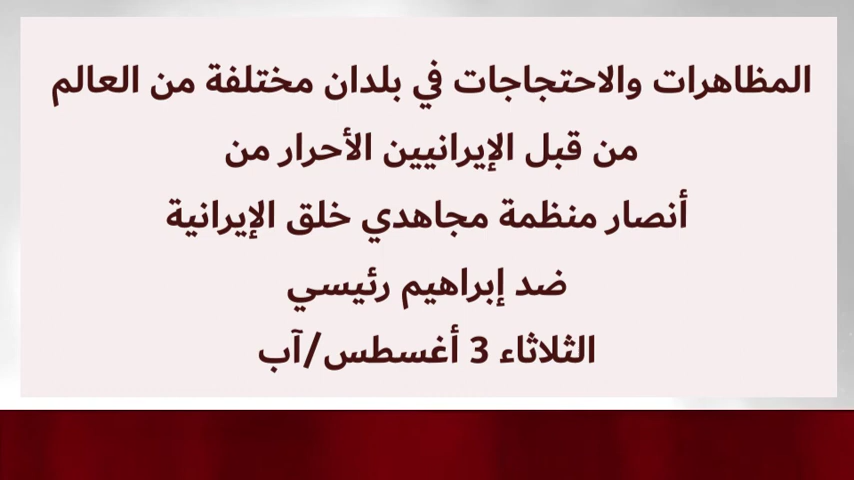 المظاهرات والاحتجاجات في بلدان مختلفة من العالم
من قبل الإيرانيين الأحرار من
أنصار منظمة مجاهدي خلق الإيرانية
ضد إبراهيم رئيسي
الثلاثاء 3 أغسطس/آب